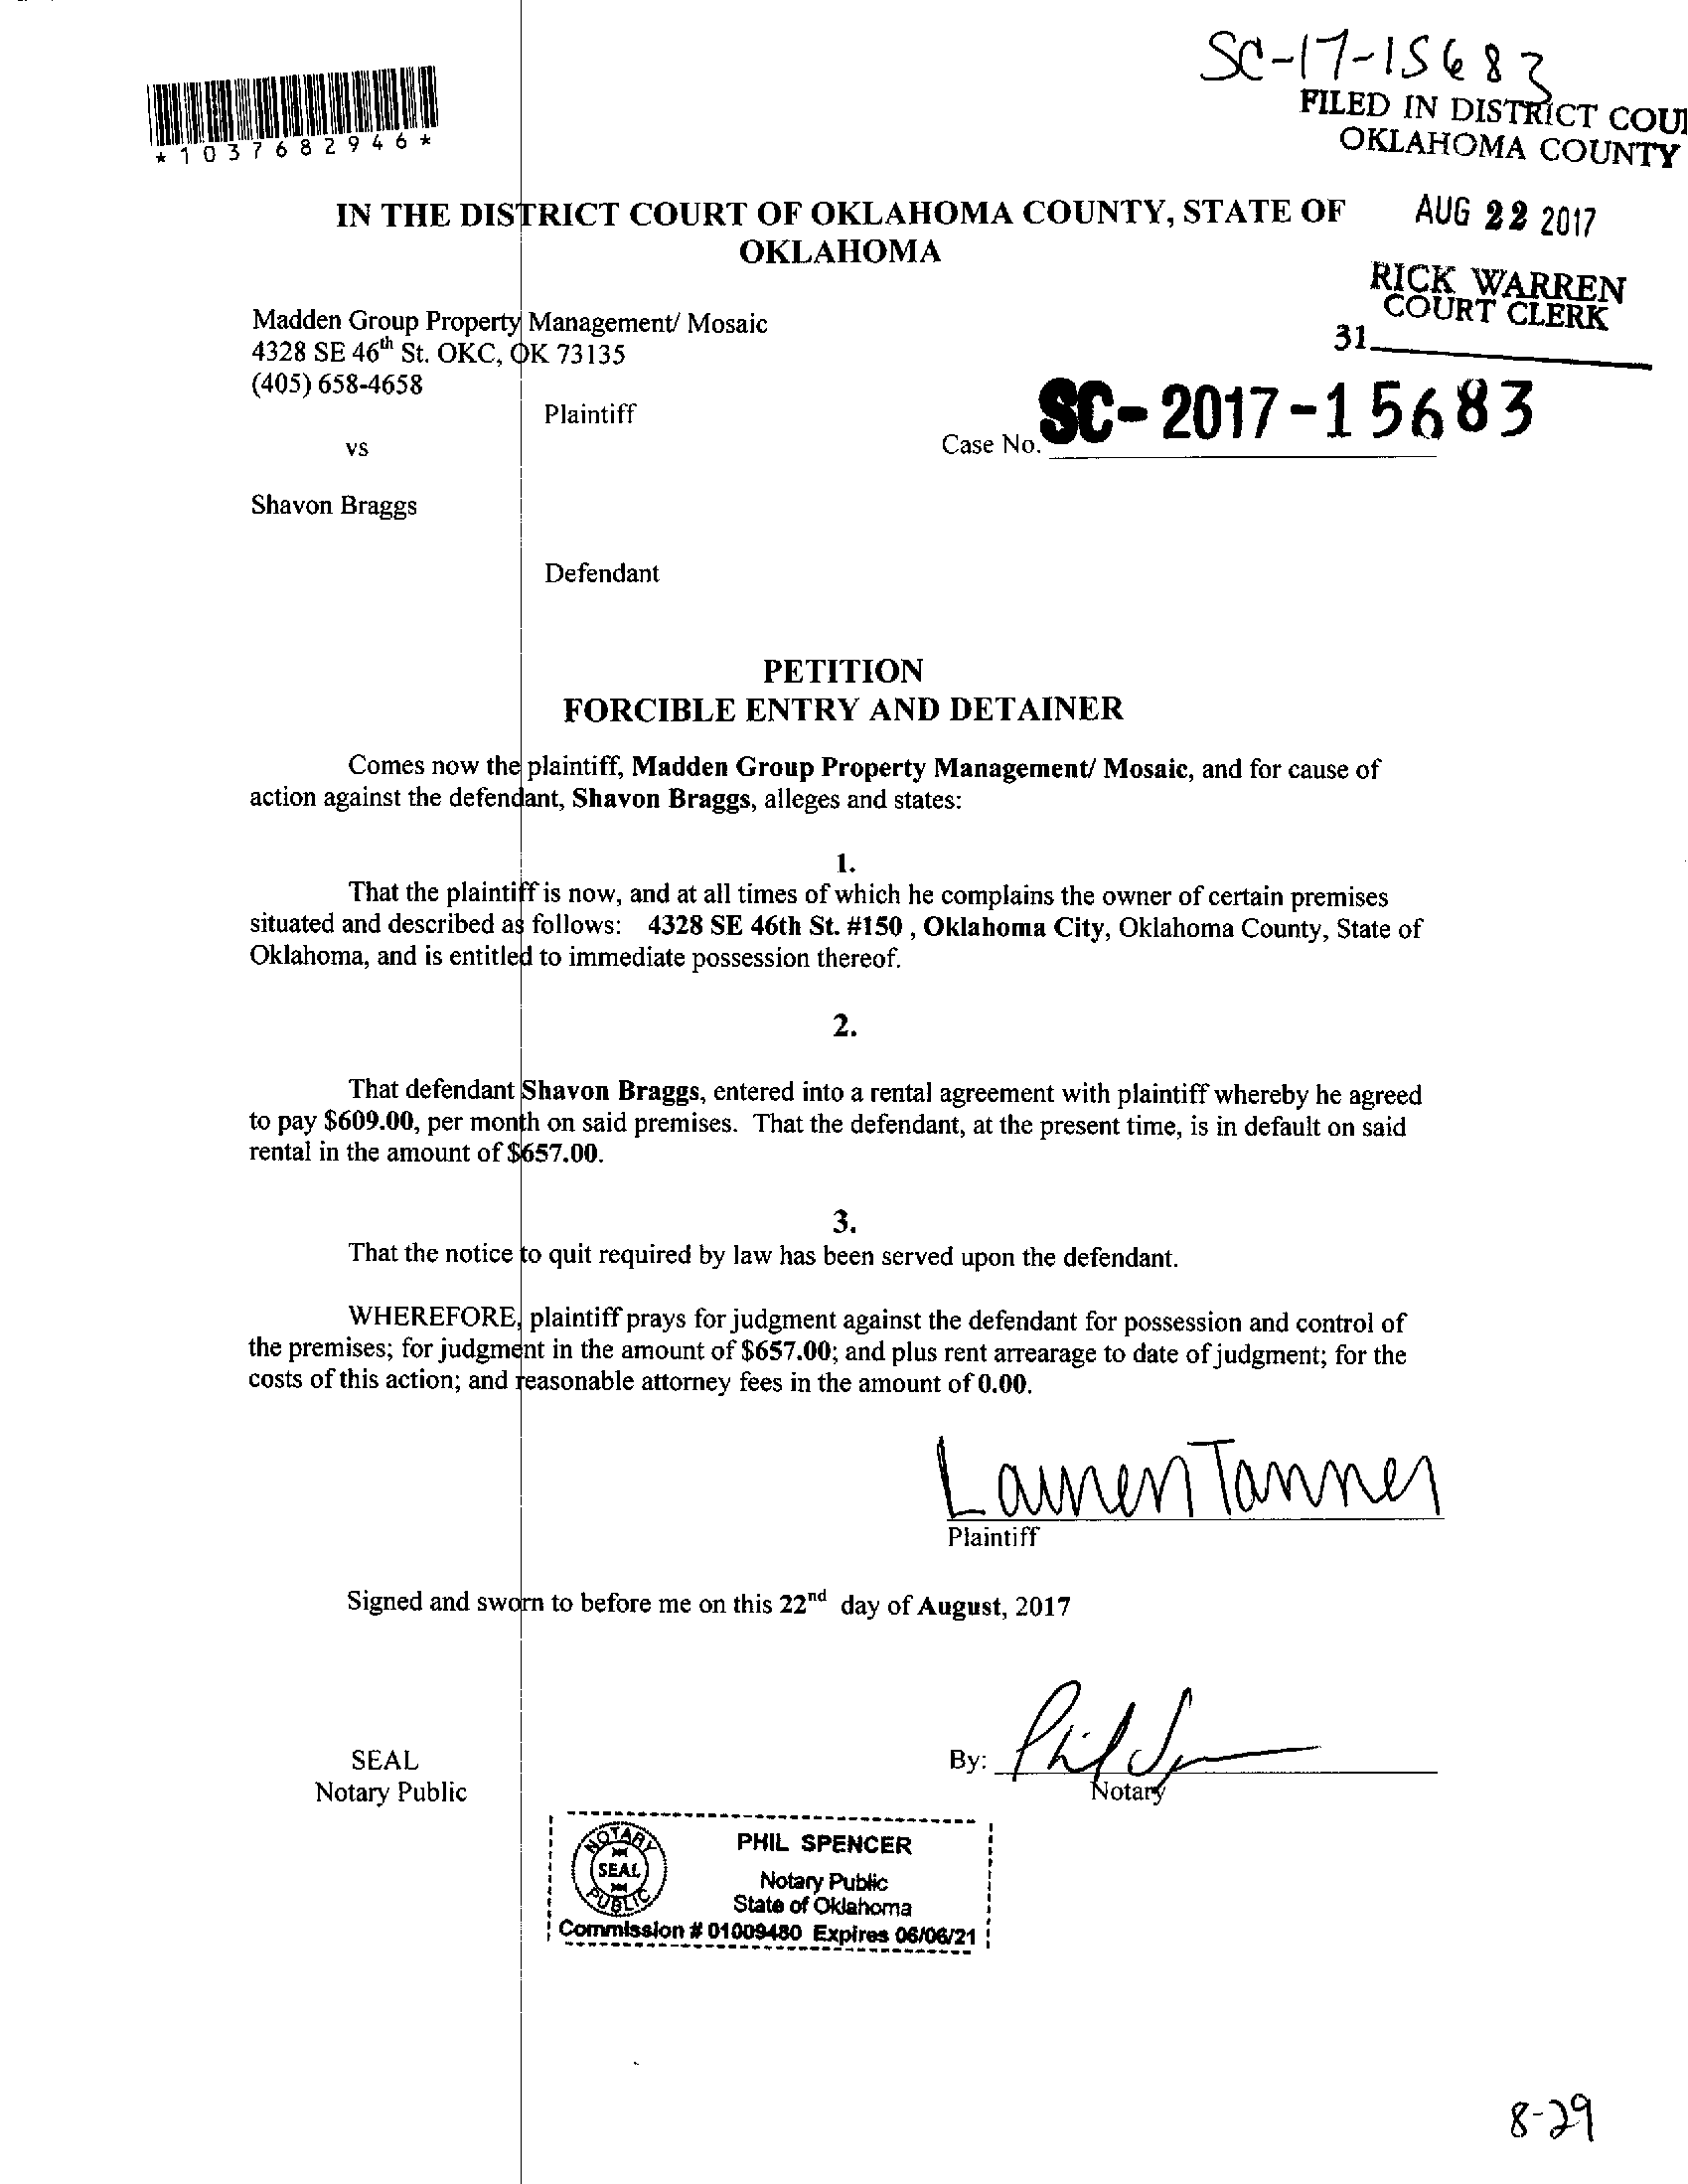 SC-17-15683
*1037682946*
FILED IN DISTRICT COU
OKLAHOMA COUNTY
IN THE DISTRICT COURT OF OKLAHOMA COUNTY, STATE OF
OKLAHOMA
AUG 22 2017
RICK WARREN
COURT CLERK
31
Madden Group Property Management/ Mosaic
4328 SE 46th St. OKC, OK 73135
(405) 658-4658
Plaintiff
vs
Case No. SC-2017-15683
Shavon Braggs
Defendant
PETITION
FORCIBLE ENTRY AND DETAINER
Comes now the plaintiff, Madden Group Property Management/ Mosaic, and for cause of
action against the defendant, Shavon Braggs, alleges and states:
1.
That the plaintiff is now, and at all times of which he complains the owner of certain premises
situated and described as follows: 4328 SE 46th St. #150 , Oklahoma City, Oklahoma County, State of
Oklahoma, and is entitled to immediate possession thereof.
2.
That defendant Shavon Braggs, entered into a rental agreement with plaintiff whereby he agreed
to pay $609.00, per month on said premises. That the defendant, at the present time, is in default on said
rental in the amount of $657.00.
3.
That the notice to quit required by law has been served upon the defendant.
WHEREFORE, plaintiff prays for judgment against the defendant for possession and control of
the premises; for judgment in the amount of $657.00; and plus rent arrearage to date of judgment; for the
costs of this action; and reasonable attorney fees in the amount of 0.00.
Lauren Tanner
Plaintiff
Signed and sworn to before me on this 22nd day of August, 2017
SEAL
Notary Public
By: Phil
Notary
NOTARY
SEAL
PUBLIC
PHIL SPENCER
Notary Public
State of Oklahoma
Commission # 01009480 Expires 06/06/21
8-29